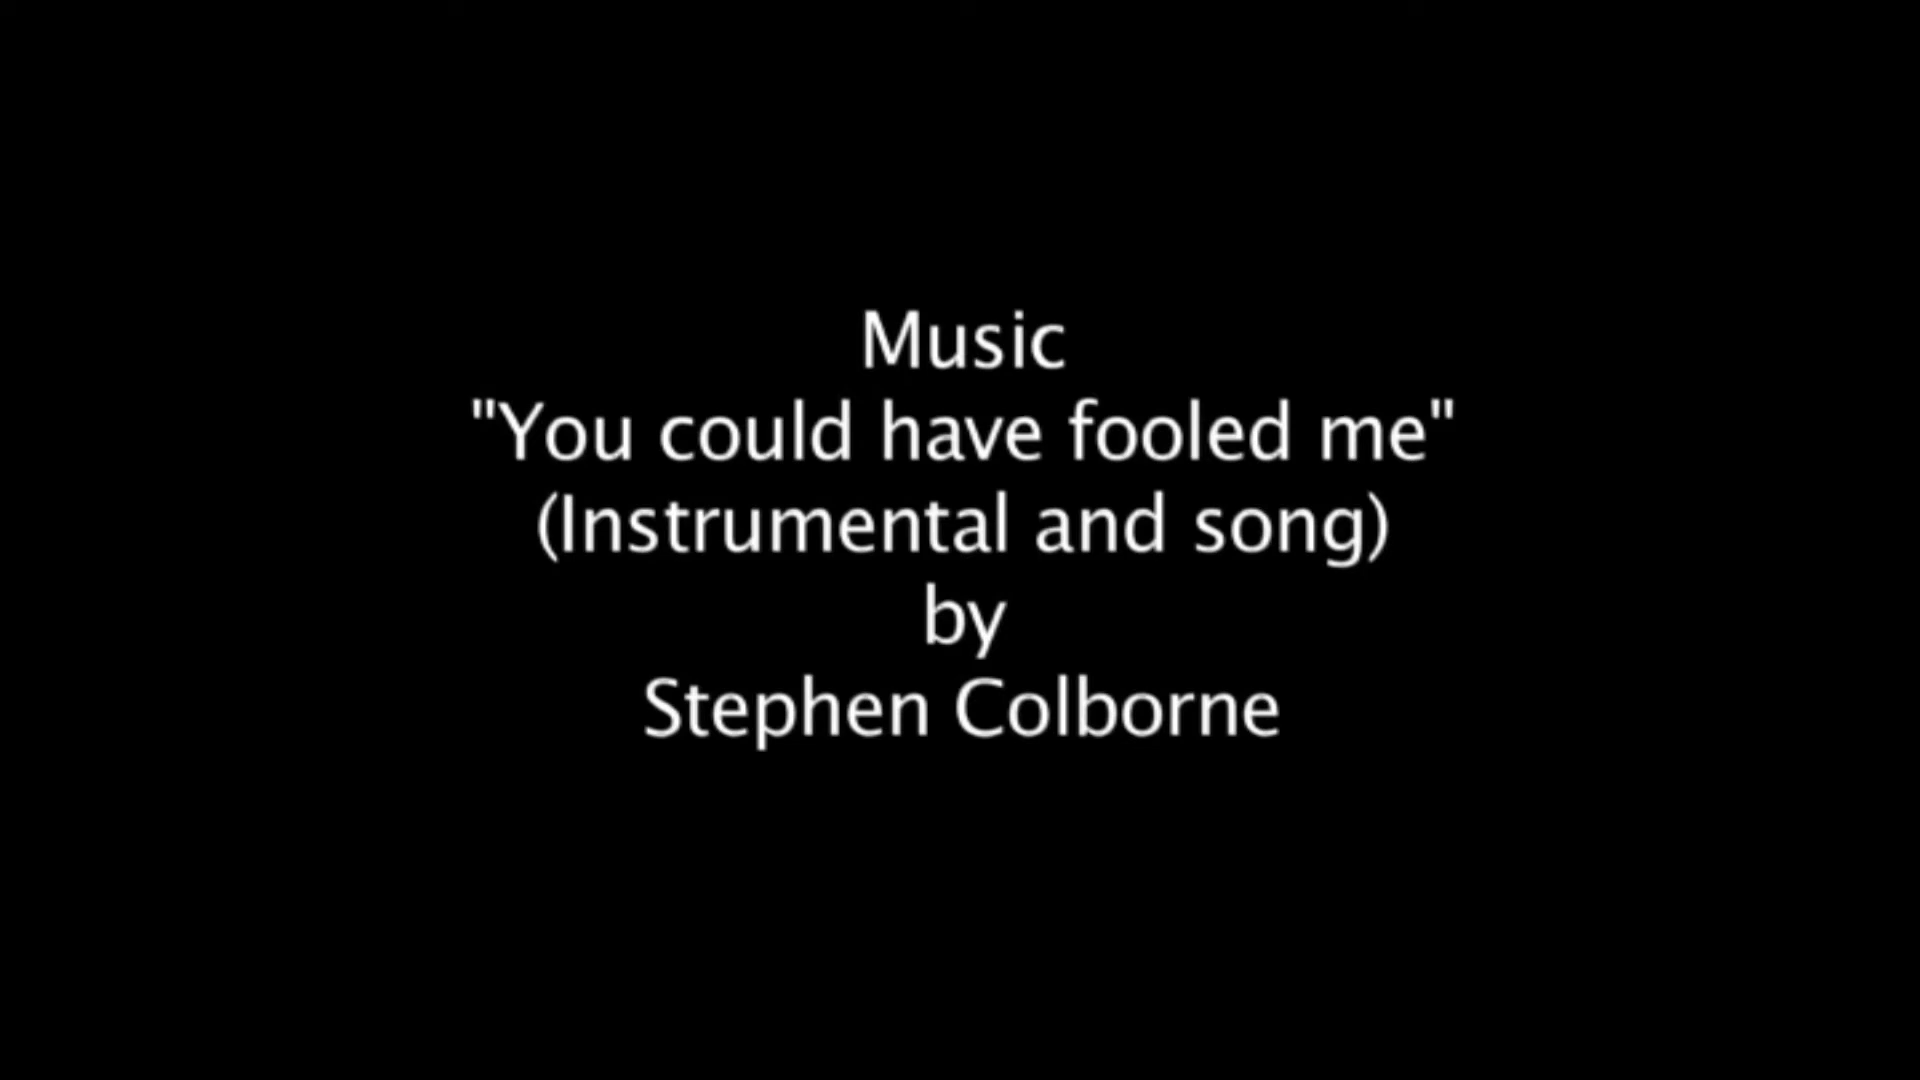 Music
"You could have fooled me"
(Instrumental and song)
by
Stephen Colborne